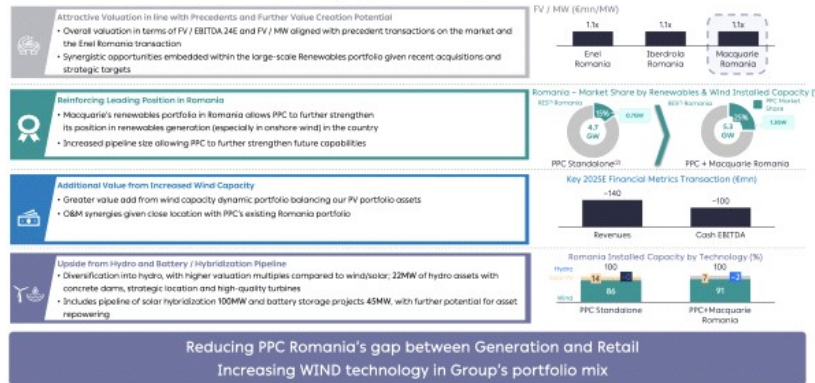 Attractive Valuation in line with Precedents and Further Value Creation Potential
• Overall valuation in terms of FV / EBITDA 24E and FV / MW aligned with precedent transactions on the market and
the Enel Romania transaction
• Synergistic opportunities embedded within the large-scale Renewables portfolio given recent acquisitions and
strategic targets
FV / MW (€mn/MW)
1.1x 1.1x 1.1x
Enel Iberdrola Macquarie
Romania Romania Romania
Reinforcing Leading Position in Romania
• Macquarie's renewables portfolio in Romania allows PPC to further strengthen
its position in renewables generation (especially in onshore wind) in the country
• Increased pipeline size allowing PPC to further strengthen future capabilities
Romania – Market Share by Renewables & Wind Installed Capacity (
RES Romania RES Romania PPC Market
Share
15% 0.7GW 25%
4.7 5.3
GW GW
PPC Standalone(2) PPC + Macquarie Romania
Additional Value from Increased Wind Capacity
• Greater value add from wind capacity dynamic portfolio balancing our PV portfolio assets
• O&M synergies given close location with PPC's existing Romania portfolio
Key 2025E Financial Metrics Transaction (€mn)
~140 ~100
Revenues Cash EBITDA
Upside from Hydro and Battery / Hybridization Pipeline
• Diversification into hydro, with higher valuation multiples compared to wind/solar; 22MW of hydro assets with
concrete dams, strategic location and high-quality turbines
• Includes pipeline of solar hybridization 100MW and battery storage projects 45MW, with further potential for asset
repowering
Romania Installed Capacity by Technology (%)
100 100
Hydro
14 7 ~2
86 91
Wind
PPC Standalone PPC+Macquarie
Romania
Reducing PPC Romania's gap between Generation and Retail
Increasing WIND technology in Group's portfolio mix